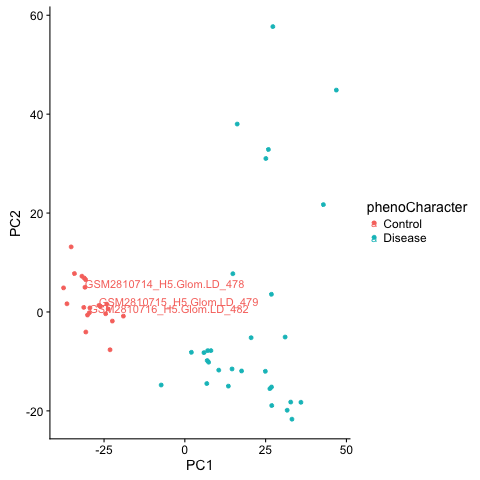 60
40
20
0
-20
PC2
GSM2810714_H5.Glom.LD_478
GSM2810715_H5.Glom.LD_479
GSM2810716_H5.Glom.LD_482
-25
0
25
50
PC1
phenoCharacter
a Control
a Disease